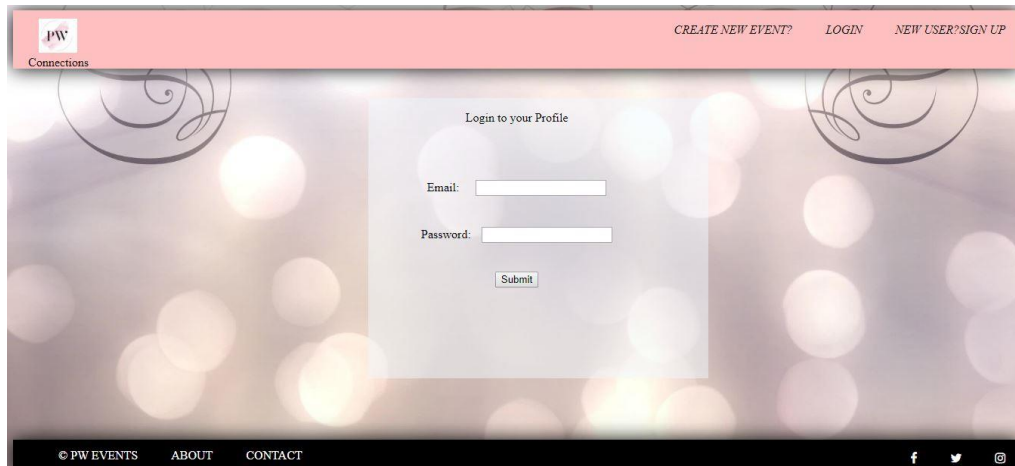 PW
CREATE NEW EVENT? LOGIN NEW USER?SIGN UP
Connections
Login to your Profile
Email:
Password:
Submit
© PW EVENTS ABOUT CONTACT